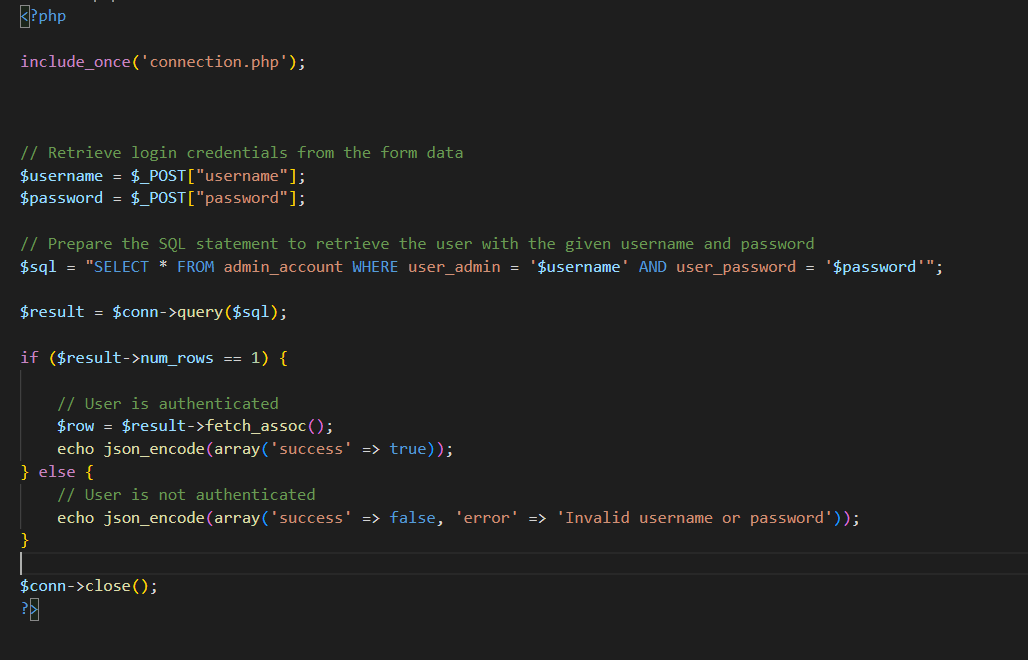 <?php
include_once('connection.php');
// Retrieve login credentials from the form data
$username = $_POST["username"];
$password = $_POST["password"];
// Prepare the SQL statement to retrieve the user with the given username and password
$sql = "SELECT * FROM admin_account WHERE user_admin = '$username' AND user_password = '$password'";
$result = $conn->query($sql);
if ($result->num_rows == 1) {
// User is authenticated
$row = $result->fetch_assoc();
echo json_encode(array('success' => true));
} else {
// User is not authenticated
echo json_encode(array('success' => false, 'error' => 'Invalid username or password'));
}
$conn->close();
?>